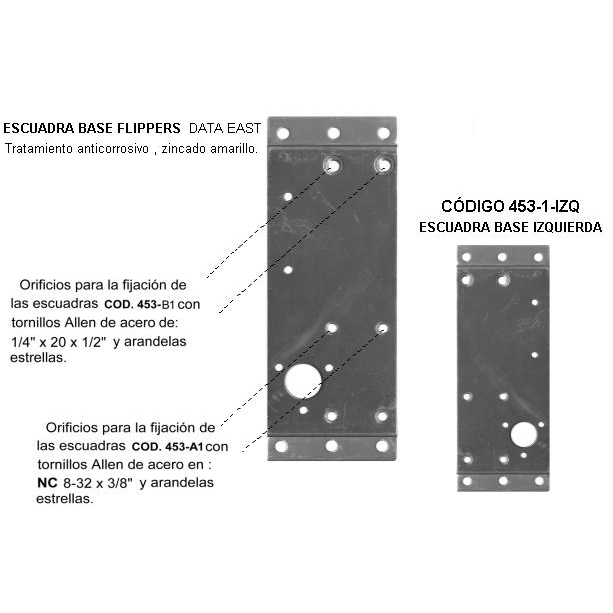 ESCUADRA BASE FLIPPERS DATA EAST
Tratamiento anticorrosivo , zincado amarillo.
CÓDIGO 453-1-IZQ
ESCUADRA BASE IZQUIERDA
Orificios para la fijación de
las escuadras COD. 453-B1 con
tornillos Allen de acero de:
1/4" x 20 x 1/2" y arandelas
estrellas.
Orificios para la fijación de
las escuadras COD. 453-A1 con
tornillos Allen de acero en :
NC 8-32 x 3/8" y arandelas
estrellas.